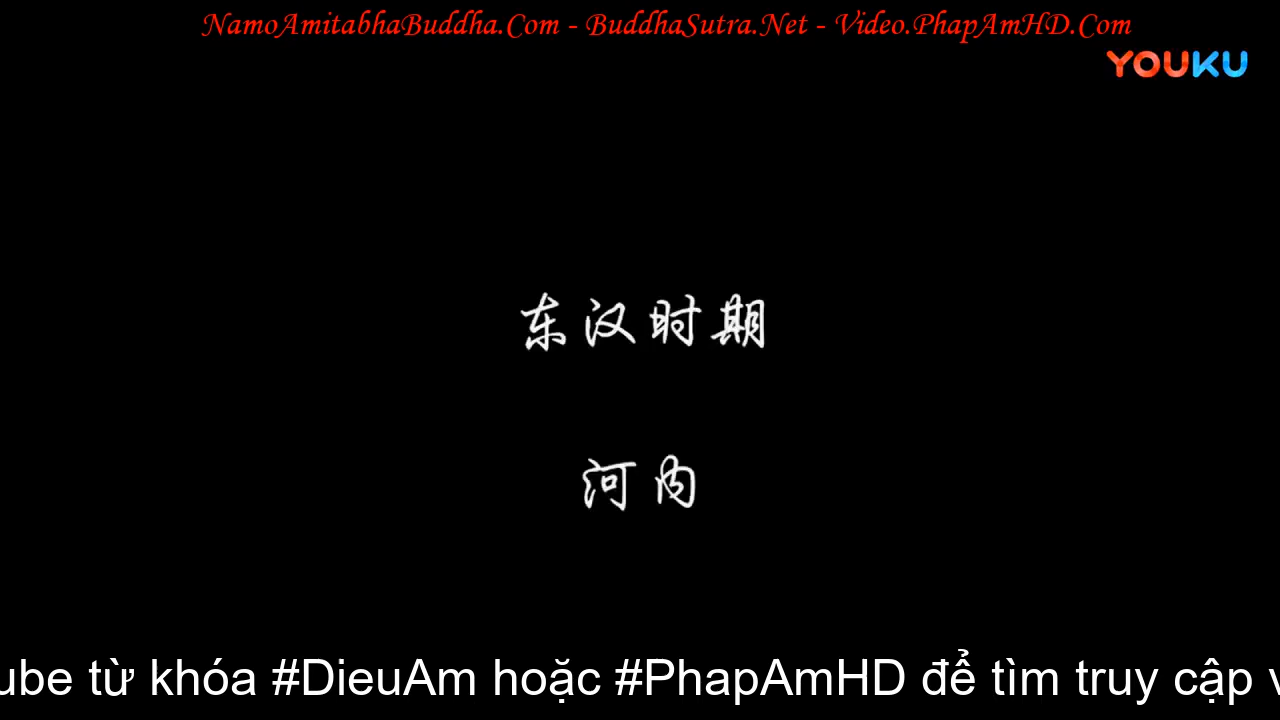 NamoAmitabhaBuddha.Com - BuddhaSutra.Net - Video.PhapAmHD.Com
YOUKU
东汉时期
河内
ube từ khóa #DieuAm hoặc #PhapAmHD để tìm truy cập v